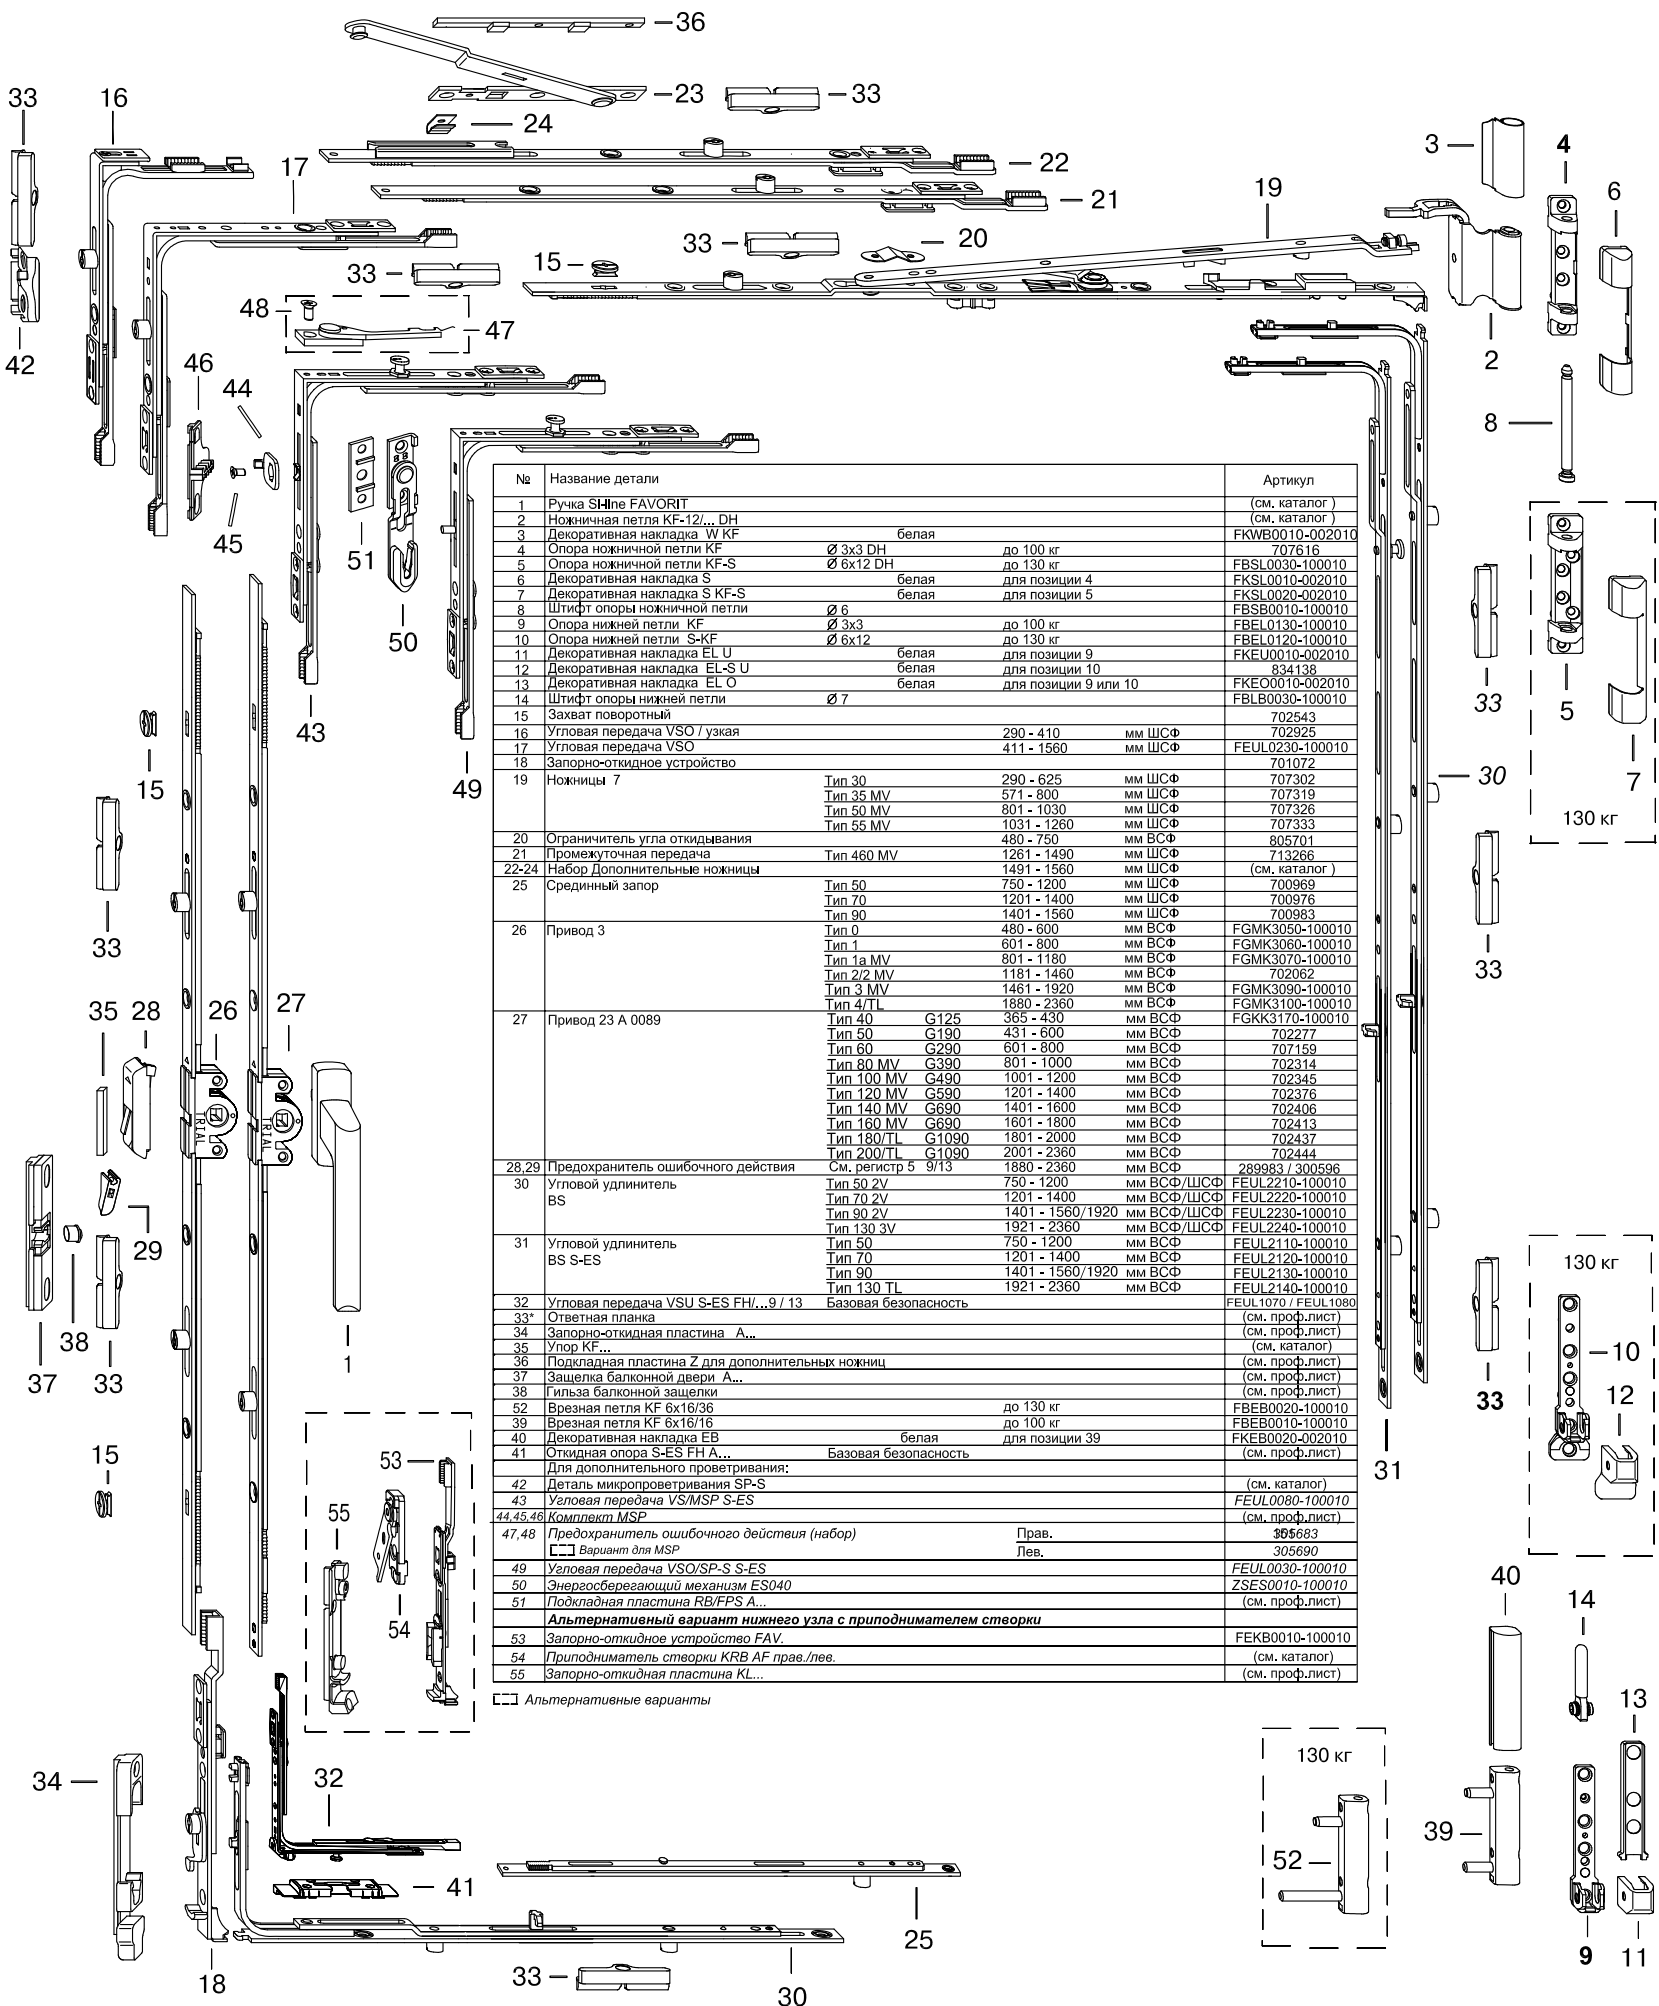 36
33
16
23
33
24
3
4
17
22
6
19
21
33
20
15
33
48
47
42
2
46
44
8
45
51
50
43
49
№ Название детали Артикул
1 Ручка SI-line FAVORIT (см. каталог )
2 Ножничная петля KF-12/... DH (см. каталог )
3 Декоративная накладка W KF белая FKWB0010-002010
4 Опора ножничной петли KF Ø 3x3 DH до 100 кг 707616
5 Опора ножничной петли KF-S Ø 6x12 DH до 130 кг FBSL0030-100010
6 Декоративная накладка S белая для позиции 4 FKSL0010-002010
7 Декоративная накладка S KF-S белая для позиции 5 FKSL0020-002010
8 Штифт опоры ножничной петли Ø 6 FBSB0010-100010
9 Опора нижней петли KF Ø 3x3 до 100 кг FBEL0130-100010
10 Опора нижней петли S-KF Ø 6x12 до 130 кг FBEL0120-100010
11 Декоративная накладка EL U белая для позиции 9 FKEU0010-002010
12 Декоративная накладка EL-S U белая для позиции 10 834138
13 Декоративная накладка EL O белая для позиции 9 или 10 FKEO0010-002010
14 Штифт опоры нижней петли Ø 7 FBLB0030-100010
15 Захват поворотный 702543
16 Угловая передача VSO / узкая 290 - 410 мм ШСФ 702925
17 Угловая передача VSO 411 - 1560 мм ШСФ FEUL0230-100010
18 Запорно-откидное устройство 701072
19 Ножницы 7 Тип 30 290 - 625 мм ШСФ 707302
Тип 35 MV 571 - 800 мм ШСФ 707319
Тип 50 MV 801 - 1030 мм ШСФ 707326
Тип 55 MV 1031 - 1260 мм ШСФ 707333
20 Ограничитель угла откидывания 480 - 750 мм ВСФ 805701
21 Промежуточная передача Тип 460 MV 1261 - 1490 мм ШСФ 713266
22-24 Набор Дополнительные ножницы 1491 - 1560 мм ШСФ (см. каталог )
25 Срединный запор Тип 50 750 - 1200 мм ШСФ 700969
Тип 70 1201 - 1400 мм ШСФ 700976
Тип 90 1401 - 1560 мм ШСФ 700983
26 Привод 3 Тип 0 480 - 600 мм ВСФ FGMK3050-100010
Тип 1 601 - 800 мм ВСФ FGMK3060-100010
Тип 1a MV 801 - 1180 мм ВСФ FGMK3070-100010
Тип 2/2 MV 1181 - 1460 мм ВСФ 702062
Тип 3 MV 1461 - 1920 мм ВСФ FGMK3090-100010
Тип 4/TL 1880 - 2360 мм ВСФ FGMK3100-100010
27 Привод 23 A 0089 Тип 40 G125 365 - 430 мм ВСФ FGKK3170-100010
Тип 50 G190 431 - 600 мм ВСФ 702277
Тип 60 G290 601 - 800 мм ВСФ 707159
Тип 80 MV G390 801 - 1000 мм ВСФ 702314
Тип 100 MV G490 1001 - 1200 мм ВСФ 702345
Тип 120 MV G590 1201 - 1400 мм ВСФ 702376
Тип 140 MV G690 1401 - 1600 мм ВСФ 702406
Тип 160 MV G690 1601 - 1800 мм ВСФ 702413
Тип 180/TL G1090 1801 - 2000 мм ВСФ 702437
Тип 200/TL G1090 2001 - 2360 мм ВСФ 702444
28,29 Предохранитель ошибочного действия См. регистр 5 9/13 1880 - 2360 мм ВСФ 289983 / 300596
30 Угловой удлинитель Тип 50 2V 750 - 1200 мм ВСФ/ШСФ FEUL2210-100010
BS Тип 70 2V 1201 - 1400 мм ВСФ/ШСФ FEUL2220-100010
Тип 90 2V 1401 - 1560/1920 мм ВСФ/ШСФ FEUL2230-100010
Тип 130 3V 1921 - 2360 мм ВСФ/ШСФ FEUL2240-100010
31 Угловой удлинитель Тип 50 750 - 1200 мм ВСФ FEUL2110-100010
BS S-ES Тип 70 1201 - 1400 мм ВСФ FEUL2120-100010
Тип 90 1401 - 1560/1920 мм ВСФ FEUL2130-100010
Тип 130 TL 1921 - 2360 мм ВСФ FEUL2140-100010
32 Угловая передача VSU S-ES FH/...9 / 13 Базовая безопасность FEUL1070 / FEUL1080
33* Ответная планка (см. проф.лист)
34 Запорно-откидная пластина A... (см. проф.лист)
35 Упор KF... (см. каталог)
36 Подкладная пластина Z для дополнительных ножниц (см. проф.лист)
37 Защелка балконной двери A... (см. проф.лист)
38 Гильза балконной защелки (см. проф.лист)
52 Врезная петля KF 6x16/36 до 130 кг FBEB0020-100010
39 Врезная петля KF 6x16/16 до 100 кг FBEB0010-100010
40 Декоративная накладка EB белая для позиции 39 FKEB0020-002010
41 Откидная опора S-ES FH A... Базовая безопасность (см. проф.лист)
Для дополнительного проветривания:
42 Деталь микропроветривания SP-S (см. каталог)
43 Угловая передача VS/MSP S-ES FEUL0080-100010
44,45,46 Комплект MSP (см. проф.лист)
47,48 Предохранитель ошибочного действия (набор) Прав.
Вариант для MSP Лев. 305690
49 Угловая передача VSO/SP-S S-ES FEUL0030-100010
50 Энергосберегающий механизм ES040 ZSES0010-100010
51 Подкладная пластина RB/FPS A... (см. проф.лист)
Альтернативный вариант нижнего узла с приподнимателем створки
53 Запорно-откидное устройство FAV. FEKB0010-100010
54 Приподниматель створки KRB AF прав./лев. (см. каталог)
55 Запорно-откидная пластина KL... (см. проф.лист)
Альтернативные варианты
33
5
7
130 кг
30
15
33
33
35
28
26
27
TRIAL
TRIAL
29
37
38
33
1
15
33
31
130 кг
10
12
53
55
54
40
14
13
130 кг
52
39
9
11
34
32
41
18
25
33
30